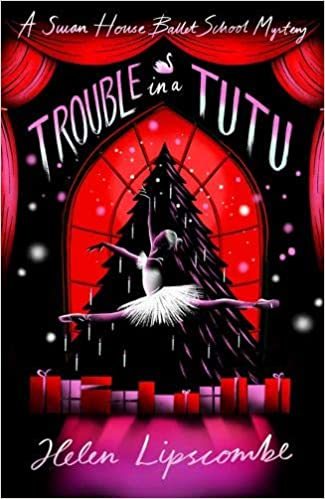 A Swan House Ballet School Mystery
TROUBLE in a TUTU
Helen Lipscombe